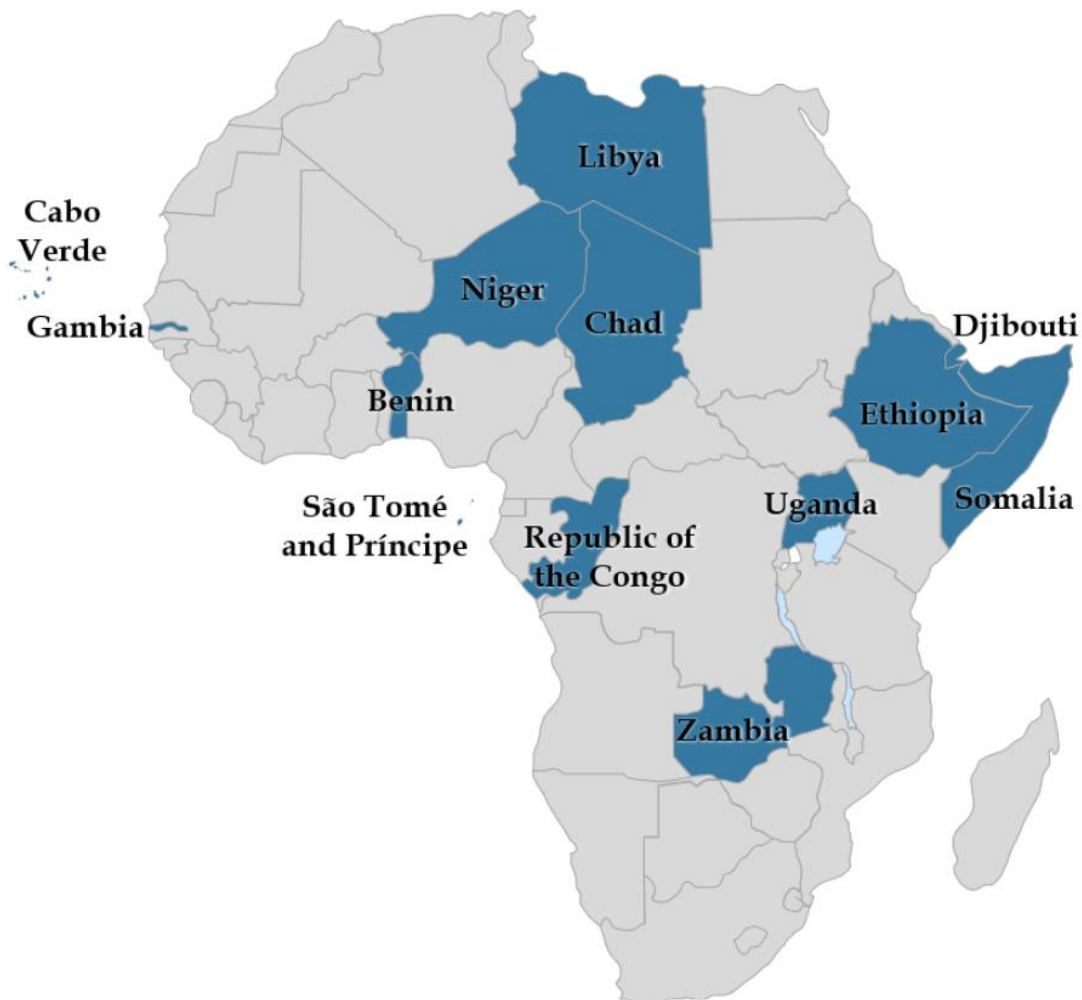 Libya
Cabo
Verde
Niger
Chad
Gambia
Djibouti
Benin
Ethiopia
São Tomé
and Príncipe
Uganda
Somalia
Republic of
the Congo
Zambia